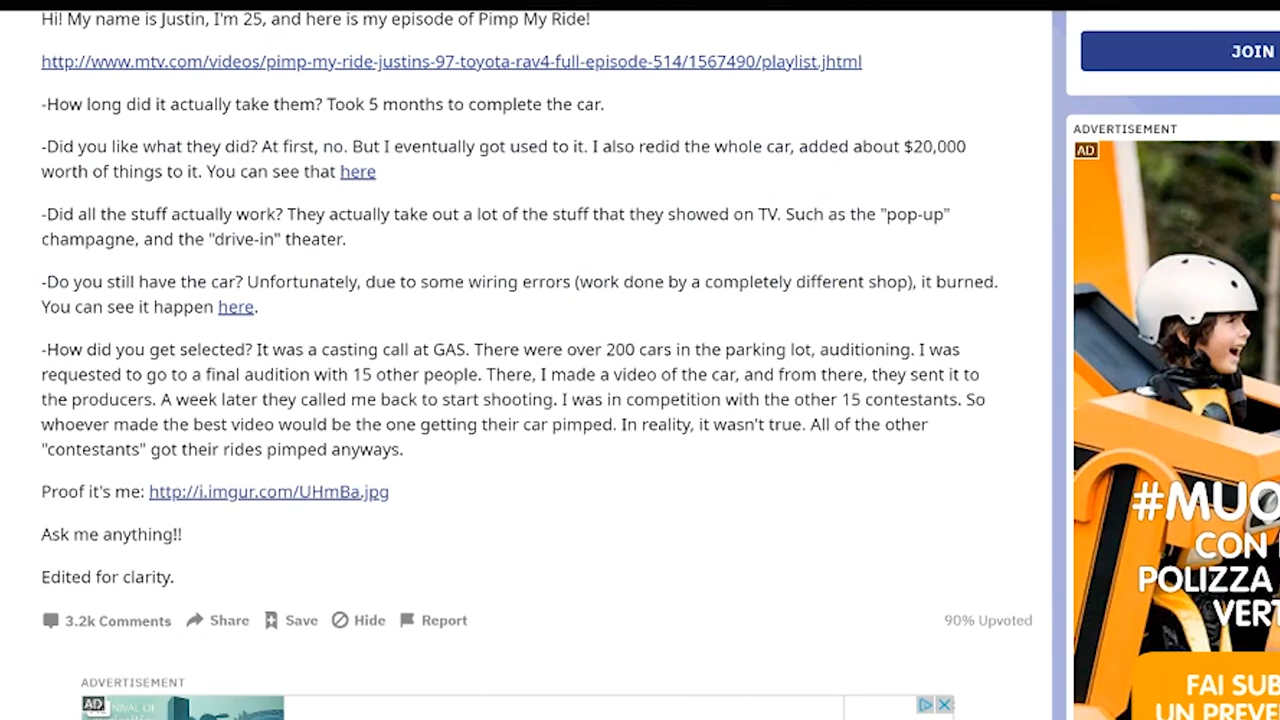 Hi! My name is Justin, I'm 25, and here is my episode of Pimp My Ride!
http://www.mtv.com/videos/pimp-my-ride-justins-97-toyota-rav4-full-episode-514/1567490/playlist.jhtml
-How long did it actually take them? Took 5 months to complete the car.
-Did you like what they did? At first, no. But I eventually got used to it. I also redid the whole car, added about $20,000
worth of things to it. You can see that here
-Did all the stuff actually work? They actually take out a lot of the stuff that they showed on TV. Such as the "pop-up"
champagne, and the "drive-in" theater.
-Do you still have the car? Unfortunately, due to some wiring errors (work done by a completely different shop), it burned.
You can see it happen here.
-How did you get selected? It was a casting call at GAS. There were over 200 cars in the parking lot, auditioning. I was
requested to go to a final audition with 15 other people. There, I made a video of the car, and from there, they sent it to
the producers. A week later they called me back to start shooting. I was in competition with the other 15 contestants. So
whoever made the best video would be the one getting their car pimped. In reality, it wasn't true. All of the other
"contestants" got their rides pimped anyways.
Proof it's me: http://i.imgur.com/UHmBa.jpg
Ask me anything!!
Edited for clarity.
3.2k Comments Share Save Hide Report 90% Upvoted
ADVERTISEMENT
AD
JOIN
ADVERTISEMENT
AD
#MUO
CON
POLIZZA
VERT
FAI SUB
UN PREVE